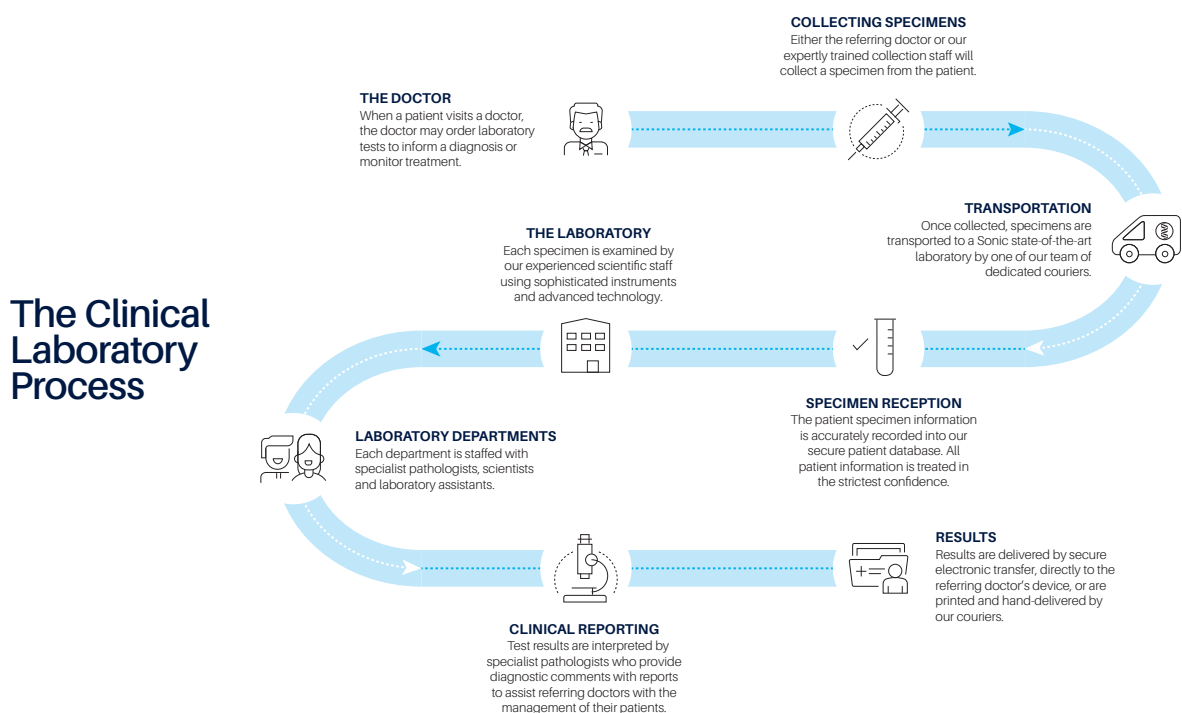 The Clinical
Laboratory
Process
THE DOCTOR
When a patient visits a doctor,
the doctor may order laboratory
tests to inform a diagnosis or
monitor treatment.
COLLECTING SPECIMENS
Either the referring doctor or our
expertly trained collection staff will
collect a specimen from the patient.
TRANSPORTATION
Once collected, specimens are
transported to a Sonic state-of-the-art
laboratory by one of our team of
dedicated couriers.
SPECIMEN RECEPTION
The patient specimen information
is accurately recorded into our
secure patient database. All
patient information is treated in
the strictest confidence.
THE LABORATORY
Each specimen is examined by
our experienced scientific staff
using sophisticated instruments
and advanced technology.
LABORATORY DEPARTMENTS
Each department is staffed with
specialist pathologists, scientists
and laboratory assistants.
CLINICAL REPORTING
Test results are interpreted by
specialist pathologists who provide
diagnostic comments with reports
to assist referring doctors with the
management of their patients.
RESULTS
Results are delivered by secure
electronic transfer, directly to the
referring doctor's device, or are
printed and hand-delivered by
our couriers.